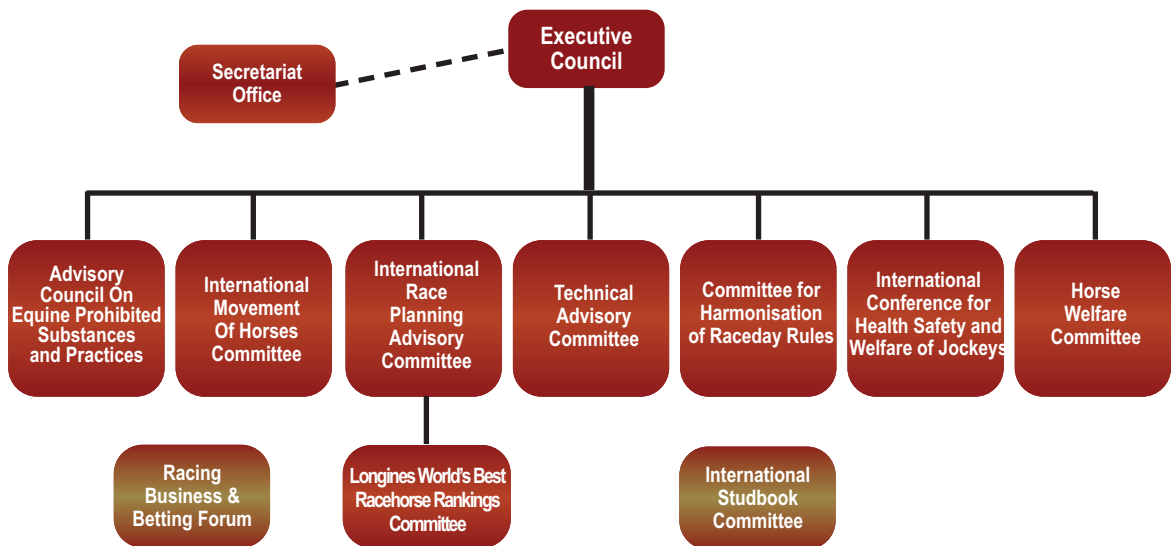 Executive
Council
Secretariat
Office
Advisory
Council On
Equine Prohibited
Substances
and Practices
International
Movement
Of Horses
Committee
International
Race
Planning
Advisory
Committee
Technical
Advisory
Committee
Committee for
Harmonisation
of Raceday Rules
International
Conference for
Health Safety and
Welfare of Jockeys
Horse
Welfare
Committee
Racing
Business &
Betting Forum
Longines World's Best
Racehorse Rankings
Committee
International
Studbook
Committee